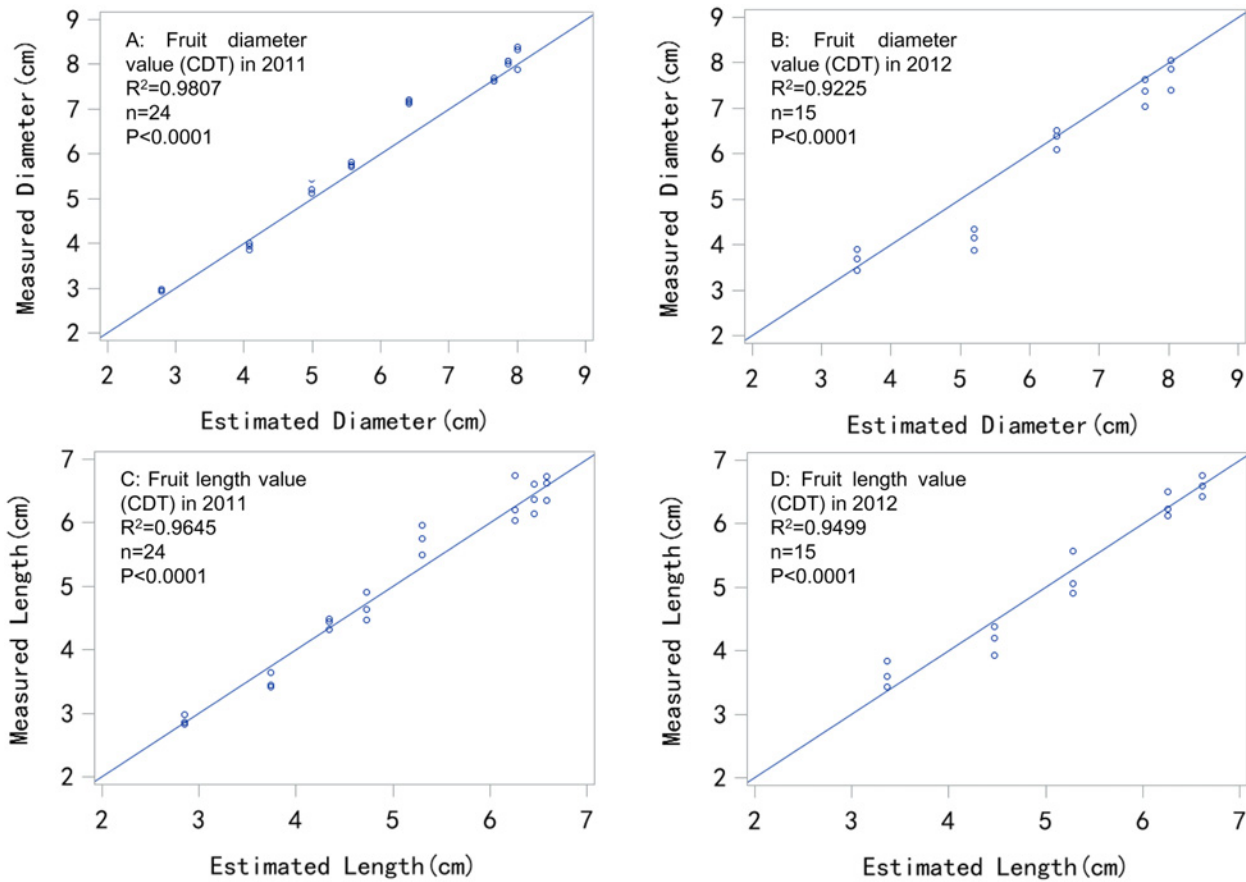 9
8
7
6
5
4
3
2
Measured Diameter(cm)
A: Fruit diameter
value (CDT) in 2011
R²=0.9807
n=24
P<0.0001
2 3 4 5 6 7 8 9
Estimated Diameter(cm)
9
8
7
6
5
4
3
2
Measured Diameter(cm)
B: Fruit diameter
value (CDT) in 2012
R²=0.9225
n=15
P<0.0001
2 3 4 5 6 7 8 9
Estimated Diameter(cm)
7
6
5
4
3
2
Measured Length(cm)
C: Fruit length value
(CDT) in 2011
R²=0.9645
n=24
P<0.0001
2 3 4 5 6 7
Estimated Length(cm)
7
6
5
4
3
2
Measured Length(cm)
D: Fruit length value
(CDT) in 2012
R²=0.9499
n=15
P<0.0001
2 3 4 5 6 7
Estimated Length(cm)